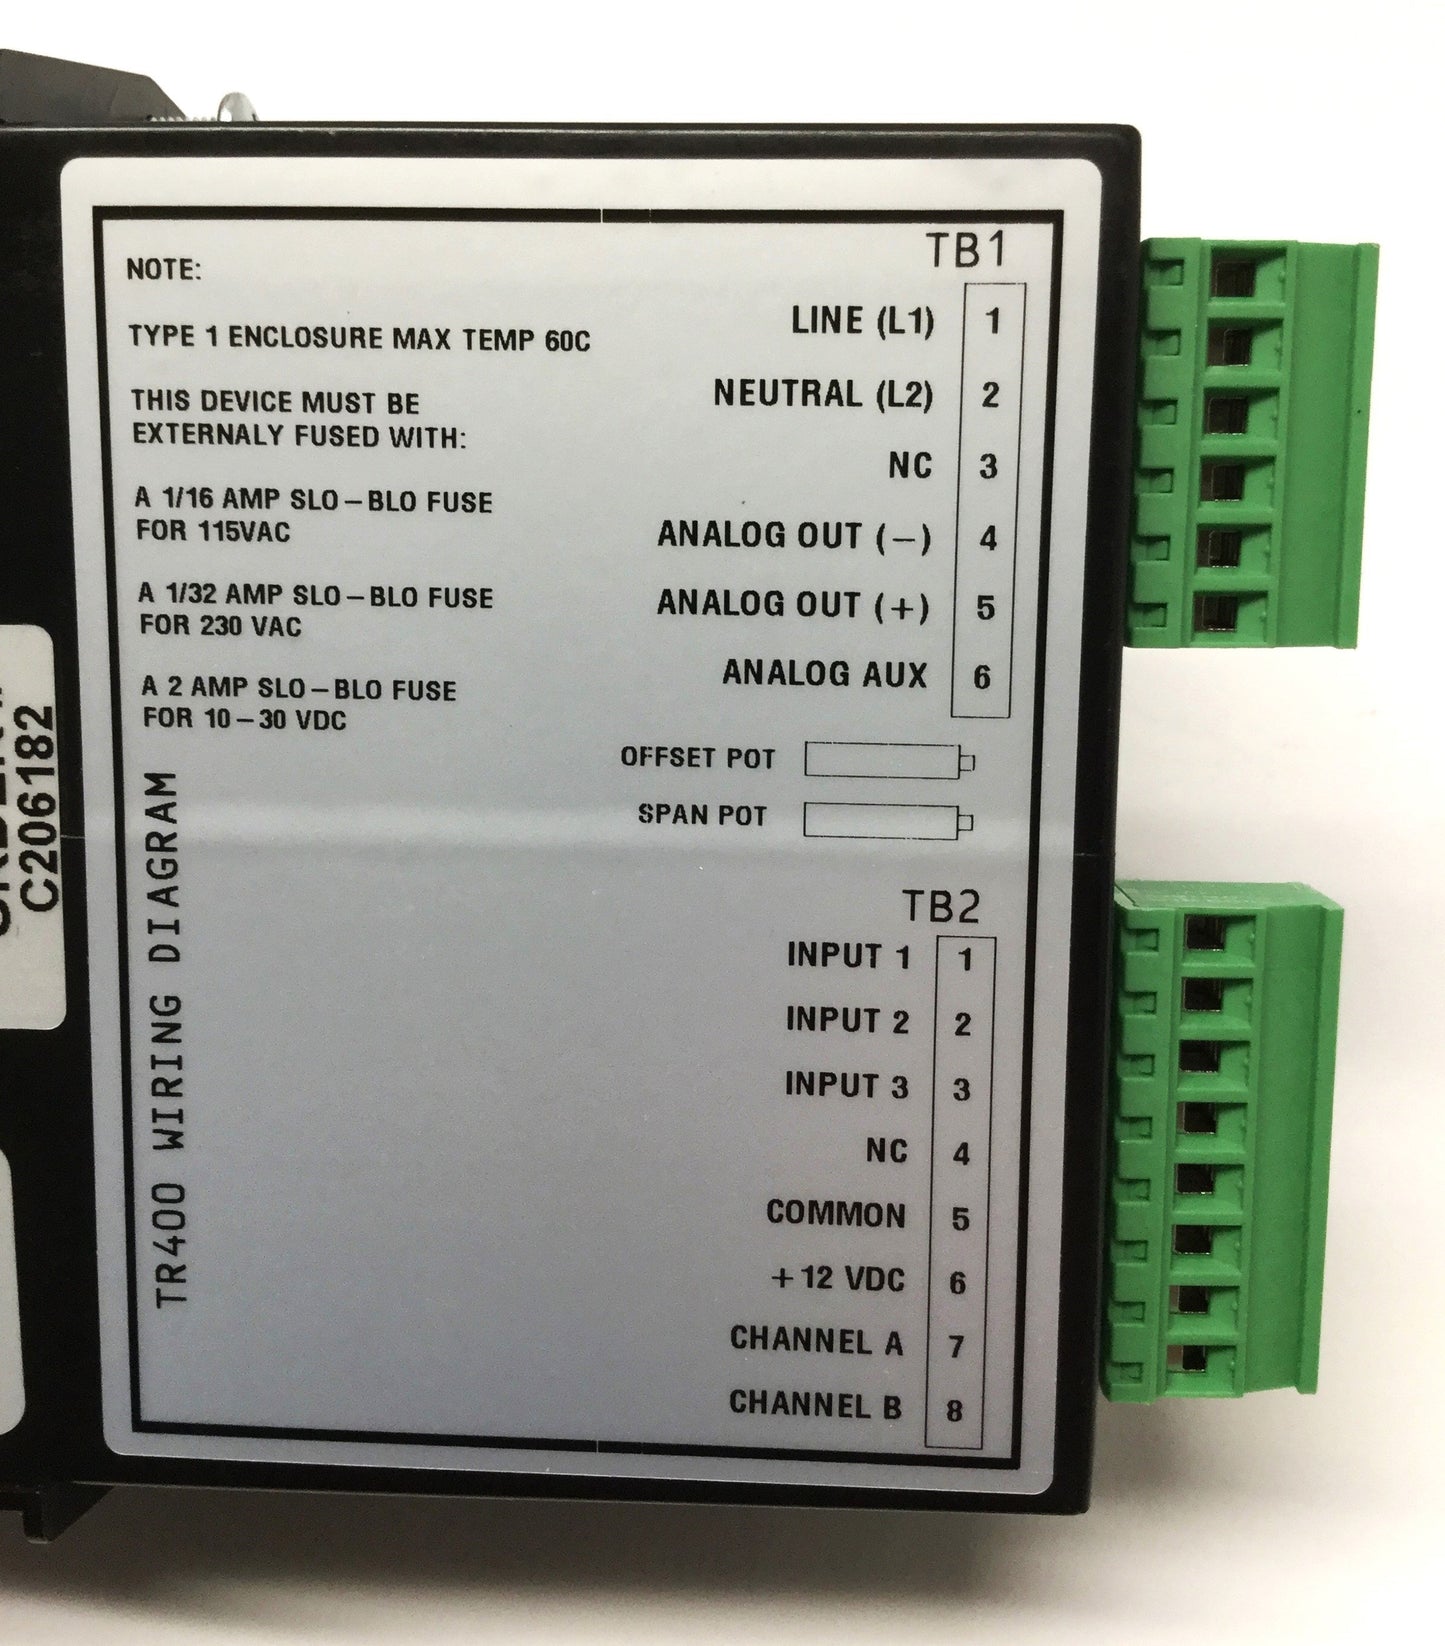 NOTE:
TYPE 1 ENCLOSURE MAX TEMP 60C
THIS DEVICE MUST BE
EXTERNALY FUSED WITH:
A 1/16 AMP SLO–BLO FUSE
FOR 115VAC
A 1/32 AMP SLO–BLO FUSE
FOR 230 VAC
A 2 AMP SLO–BLO FUSE
FOR 10–30 VDC
TR400 WIRING DIAGRAM
TB1
LINE (L1) 1
NEUTRAL (L2) 2
NC 3
ANALOG OUT (–) 4
ANALOG OUT (+) 5
ANALOG AUX 6
OFFSET POT
SPAN POT
TB2
INPUT 1 1
INPUT 2 2
INPUT 3 3
NC 4
COMMON 5
+12 VDC 6
CHANNEL A 7
CHANNEL B 8
C206182